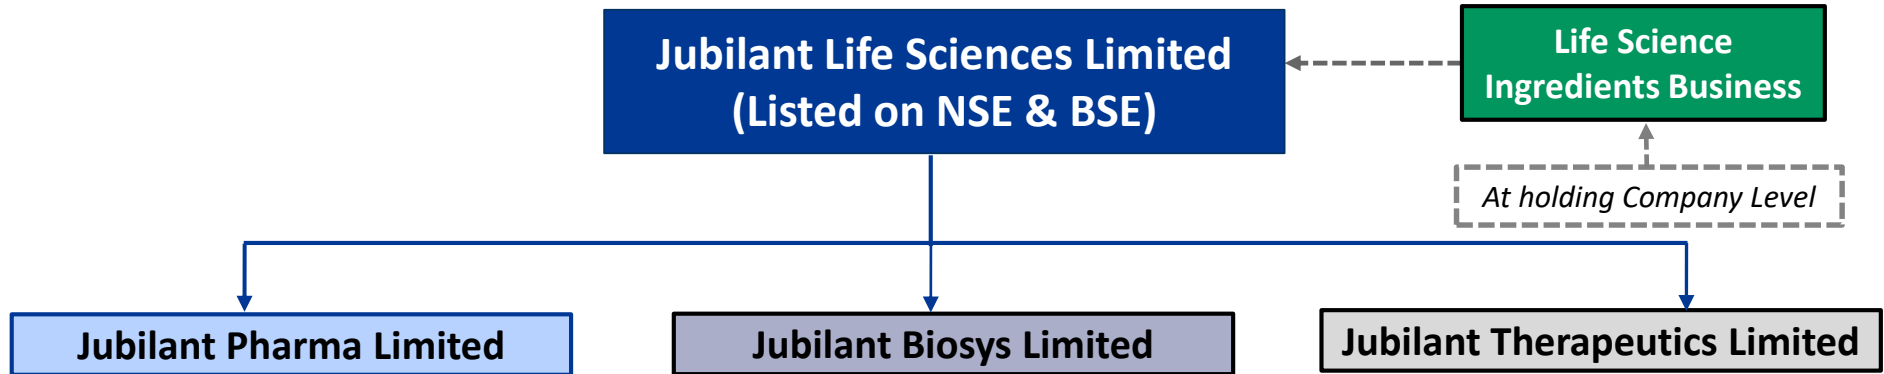 Jubilant Life Sciences Limited
(Listed on NSE & BSE)
Life Science
Ingredients Business
At holding Company Level
Jubilant Pharma Limited
Jubilant Biosys Limited
Jubilant Therapeutics Limited